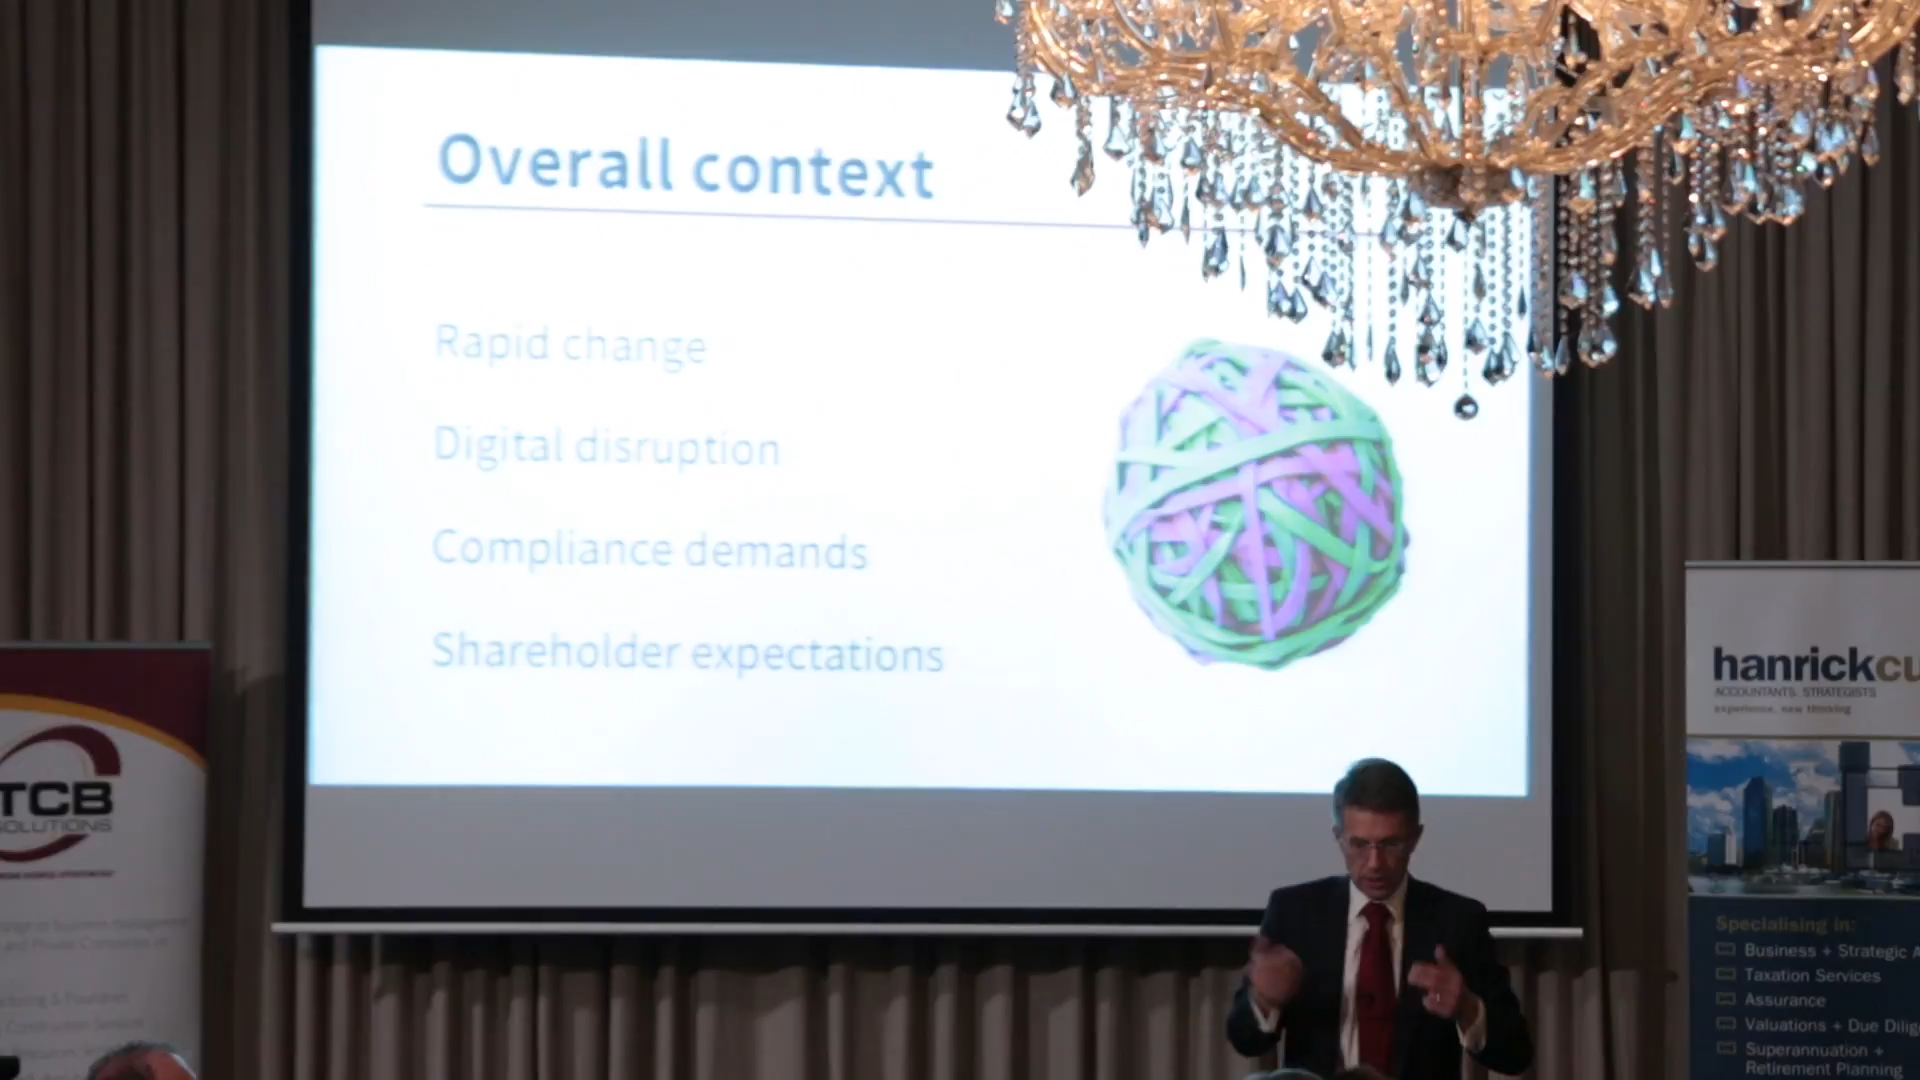 Overall context
Rapid change
Digital disruption
Compliance demands
Shareholder expectations
TCB
SOLUTIONS
hanrickcu
ACCOUNTANTS. STRATEGISTS
experience. new thinking
Specialising in:
Business + Strategic A
Taxation Services
Assurance
Valuations + Due Dilig
Superannuation +
Retirement Planning